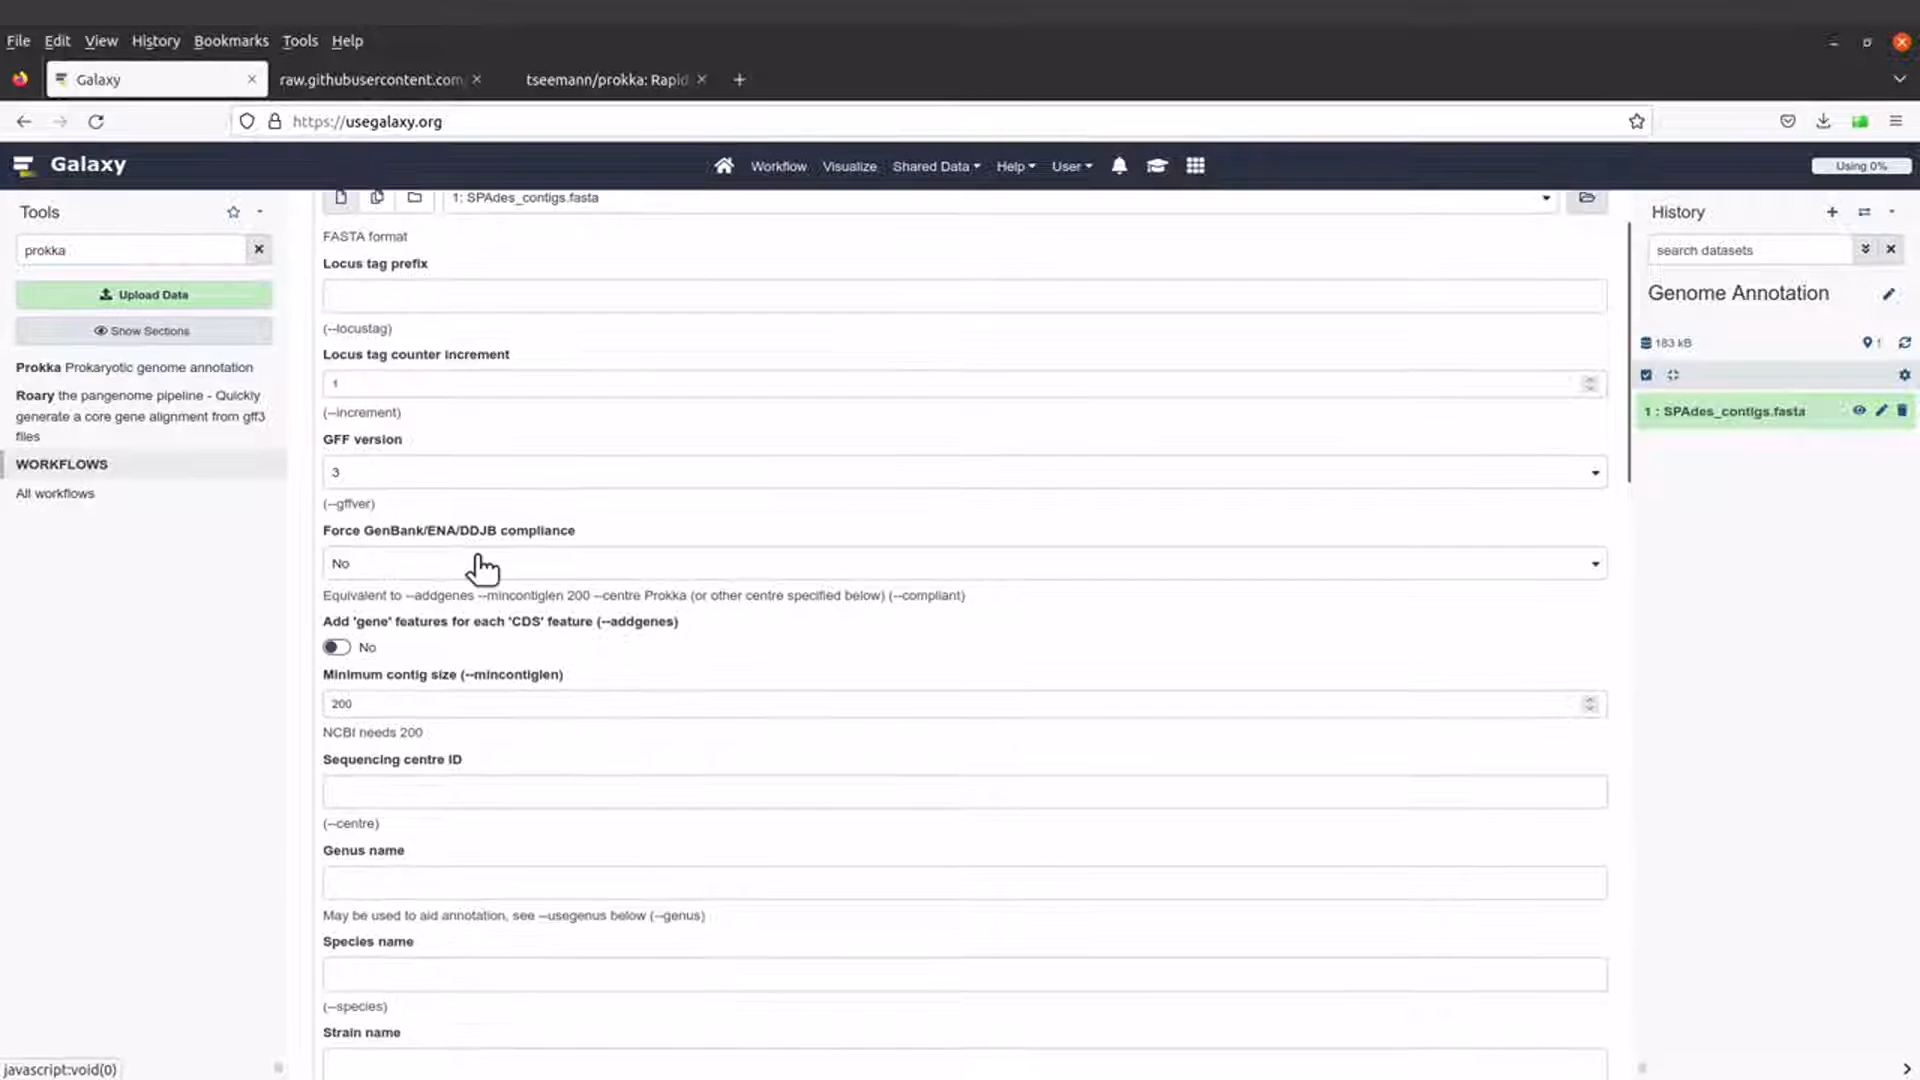 File Edit View History Bookmarks Tools Help
Galaxy
raw.githubusercontent.com
tseemann/prokka: Rapid
https://usegalaxy.org
Galaxy
Workflow Visualize Shared Data Help User
Using 0%
Tools
prokka
Upload Data
Show Sections
Prokka Prokaryotic genome annotation
Roary the pangenome pipeline - Quickly
generate a core gene alignment from gff3
files
WORKFLOWS
All workflows
1: SPAdes_contigs.fasta
FASTA format
Locus tag prefix
(--locustag)
Locus tag counter increment
1
(--increment)
GFF version
3
(--gffver)
Force GenBank/ENA/DDJB compliance
No
Equivalent to --addgenes --mincontiglen 200 --centre Prokka (or other centre specified below) (--compliant)
Add 'gene' features for each 'CDS' feature (--addgenes)
No
Minimum contig size (--mincontiglen)
200
NCBI needs 200
Sequencing centre ID
(--centre)
Genus name
May be used to aid annotation, see --usegenus below (--genus)
Species name
(--species)
Strain name
History
search datasets
Genome Annotation
183 kB
1
1 : SPAdes_contigs.fasta
javascript:void(0)